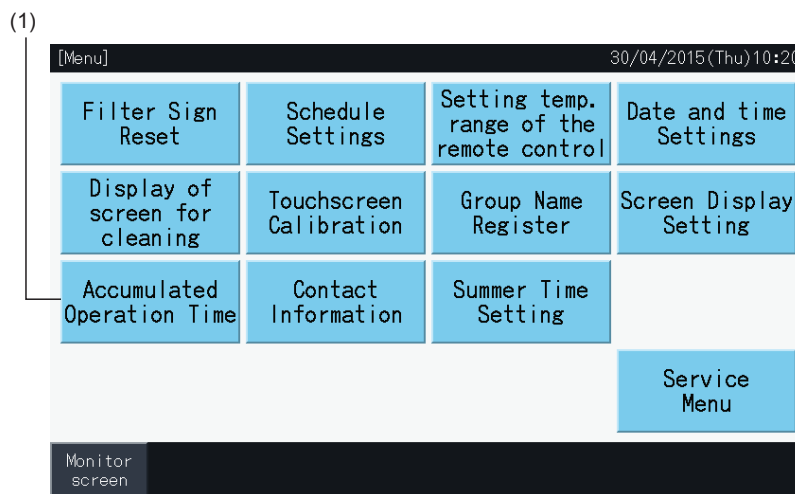 (1)
[Menu] 30/04/2015(Thu)10:20
Filter Sign
Reset
Schedule
Settings
Setting temp.
range of the
remote control
Date and time
Settings
Display of
screen for
cleaning
Touchscreen
Calibration
Group Name
Register
Screen Display
Setting
Accumulated
Operation Time
Contact
Information
Summer Time
Setting
Service
Menu
Monitor
screen